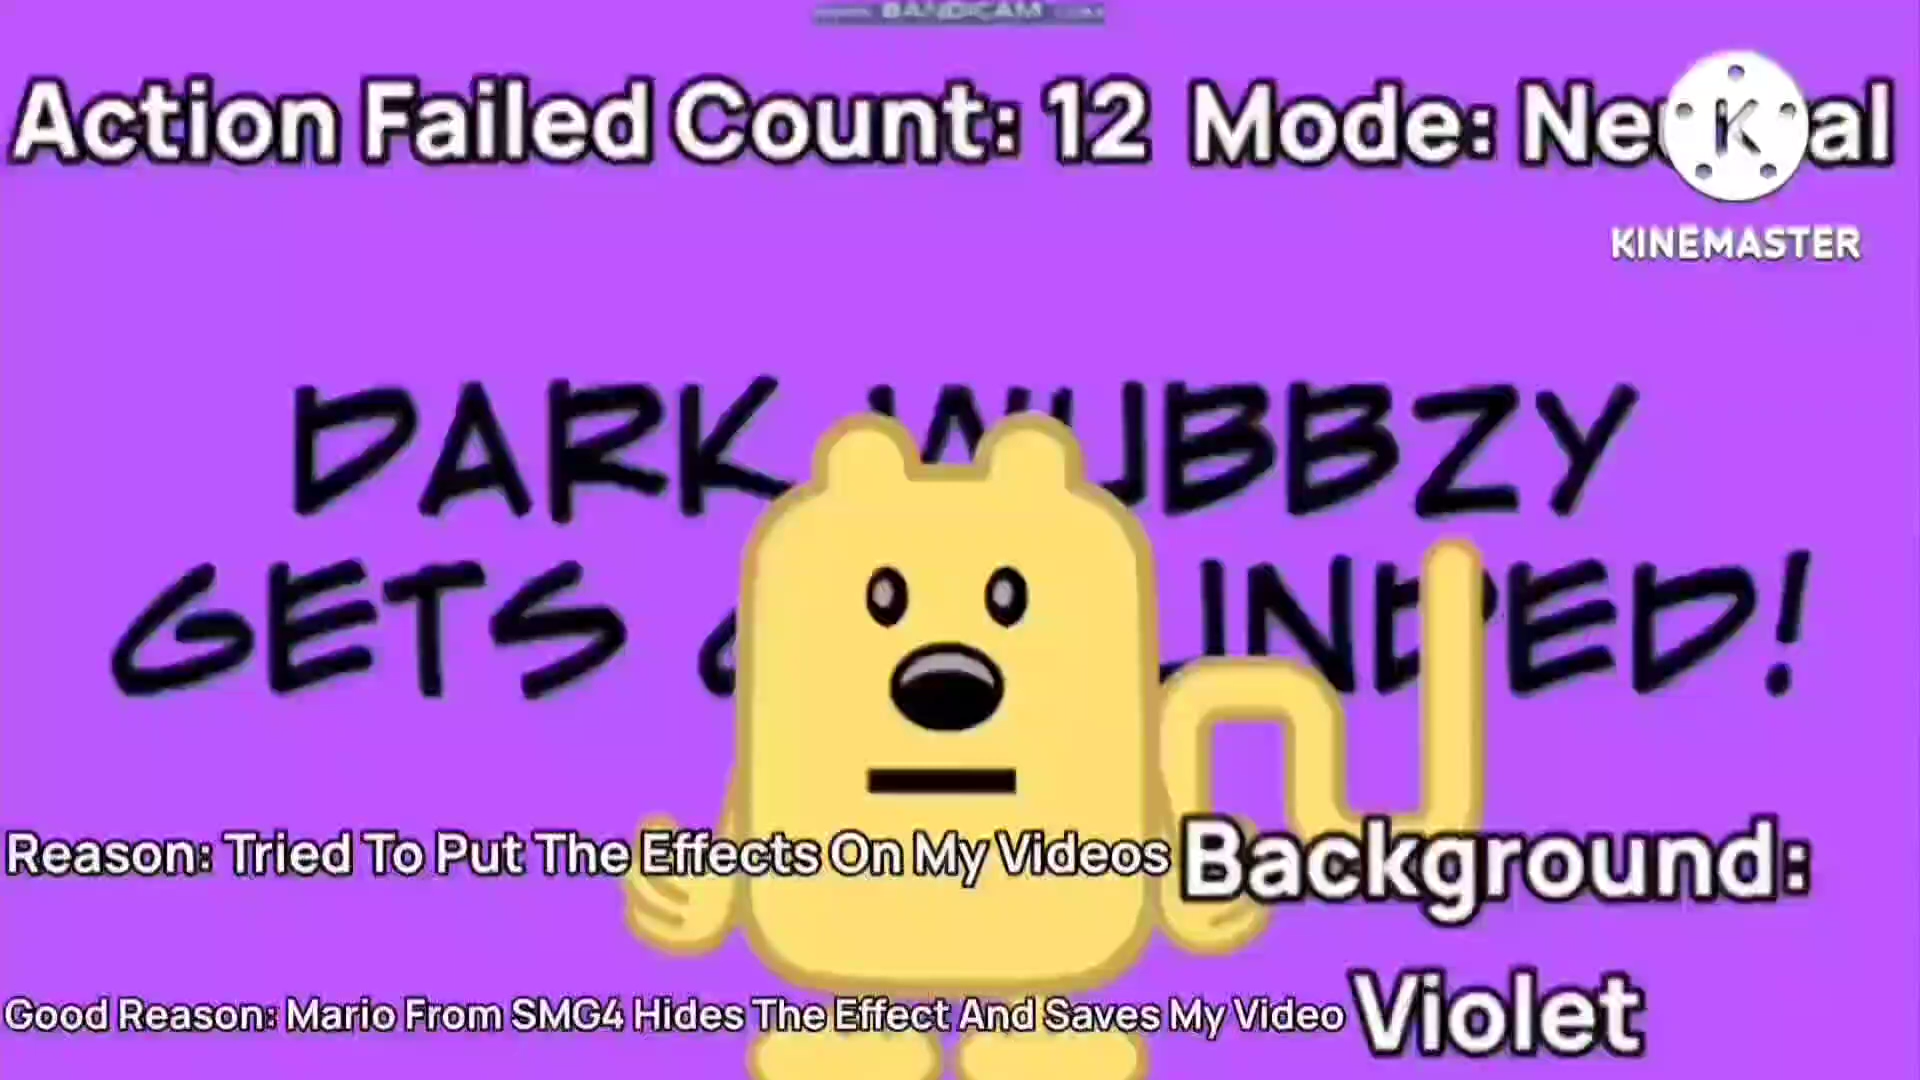 BANDICAM
Action Failed Count: 12 Mode:
KINEMASTER
DARK WUBBZY
GETS
Reason: Tried To Put The Effects On My Videos
Background:
Good Reason: Mario From SMG4 Hides The Effect And Saves My Video
Violet